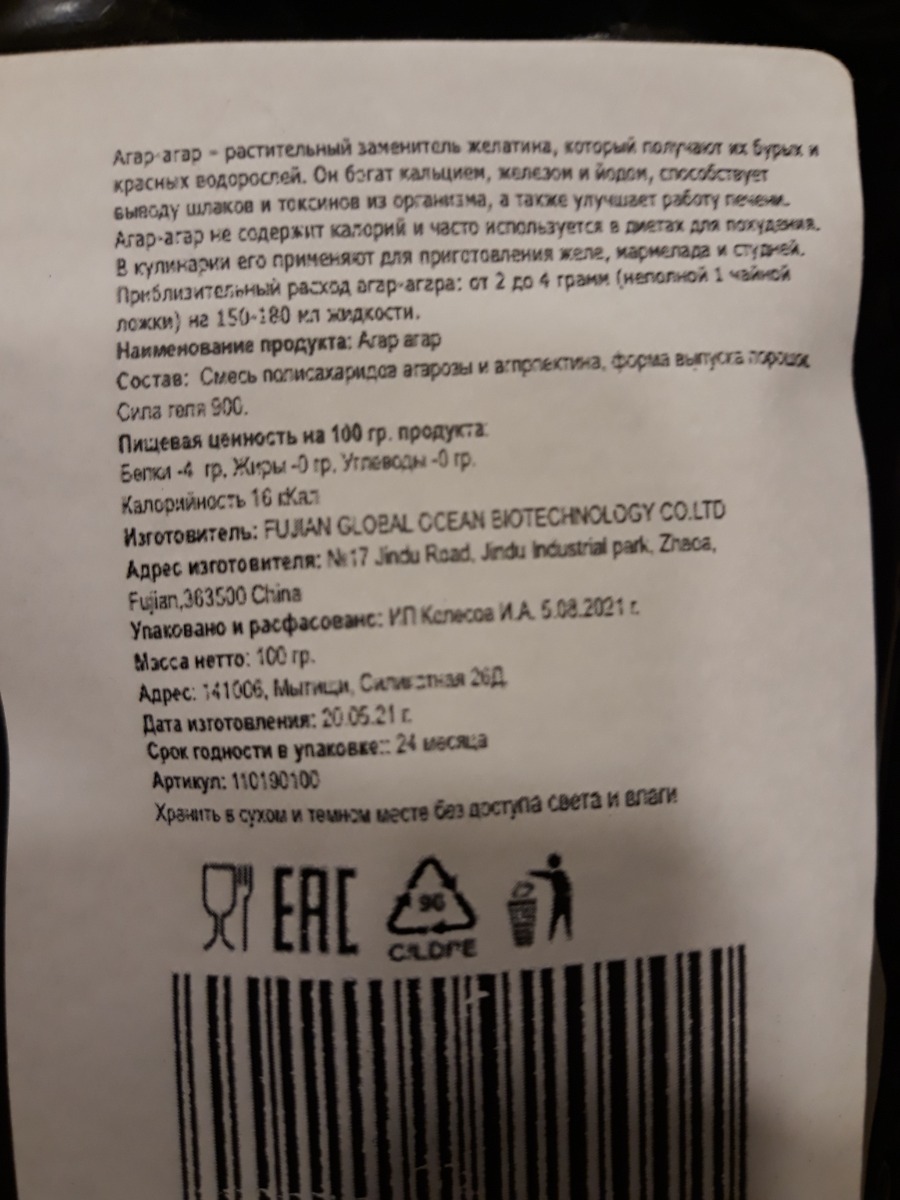 Агар-агар - растительный заменитель желатина, который получают их бурых и
красных водорослей. Он богат кальцием, железом и йодом, способствует
выводу шлаков и токсинов из организма, а также улучшает работу печени.
Агар-агар не содержит калорий и часто используется в диетах для похудения.
В кулинарии его применяют для приготовления желе, мармелада и студней.
Приблизительный расход агар-агара: от 2 до 4 грамм (неполной 1 чайной
ложки) на 150-180 мл жидкости.
Наименование продукта: Агар агар
Состав: Смесь полисахаридов агарозы и агпропектина, форма выпуска порошок
Сила геля 900.
Пищевая ценность на 100 гр. продукта:
Белки -4 гр, Жиры -0 гр, Углеводы -0 гр.
Калорийность 16 кКал
Изготовитель: FUJIAN GLOBAL OCEAN BIOTECHNOLOGY CO.LTD
Адрес изготовителя: №17 Jindu Road, Jindu Industrial park,
Fujian,363500 China
Упаковано и расфасовано: ИП Колесов И.А. 5.08.2021 г.
Масса нетто: 100 гр.
Адрес: 141006, Мытищи, Силикатная 26Д
Дата изготовления: 20.05.21 г.
Срок годности в упаковке:: 24 месяца
Артикул: 110190100
Хранить в сухом и темном месте без доступа света и влаги
EAC
90
C/LDPE